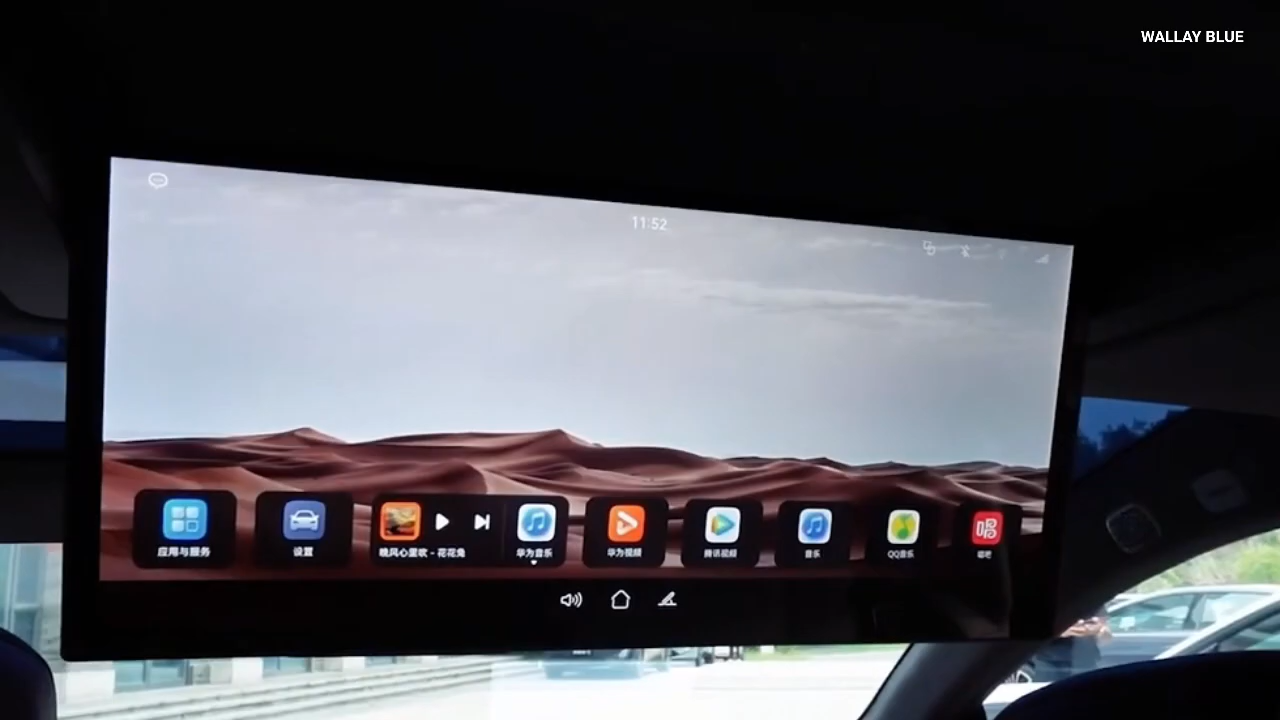 WALLAY BLUE
11:52
应用与服务
设置
晚风心里吹 - 花花兔
华为音乐
华为视频
腾讯视频
音乐
QQ音乐
唱
唱吧